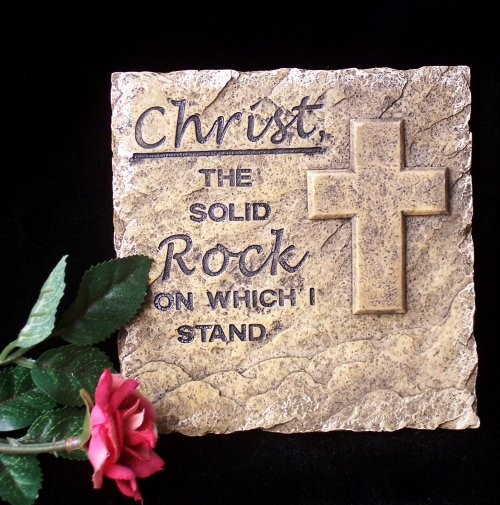 Christ,
THE
SOLID
Rock
ON WHICH I
STAND